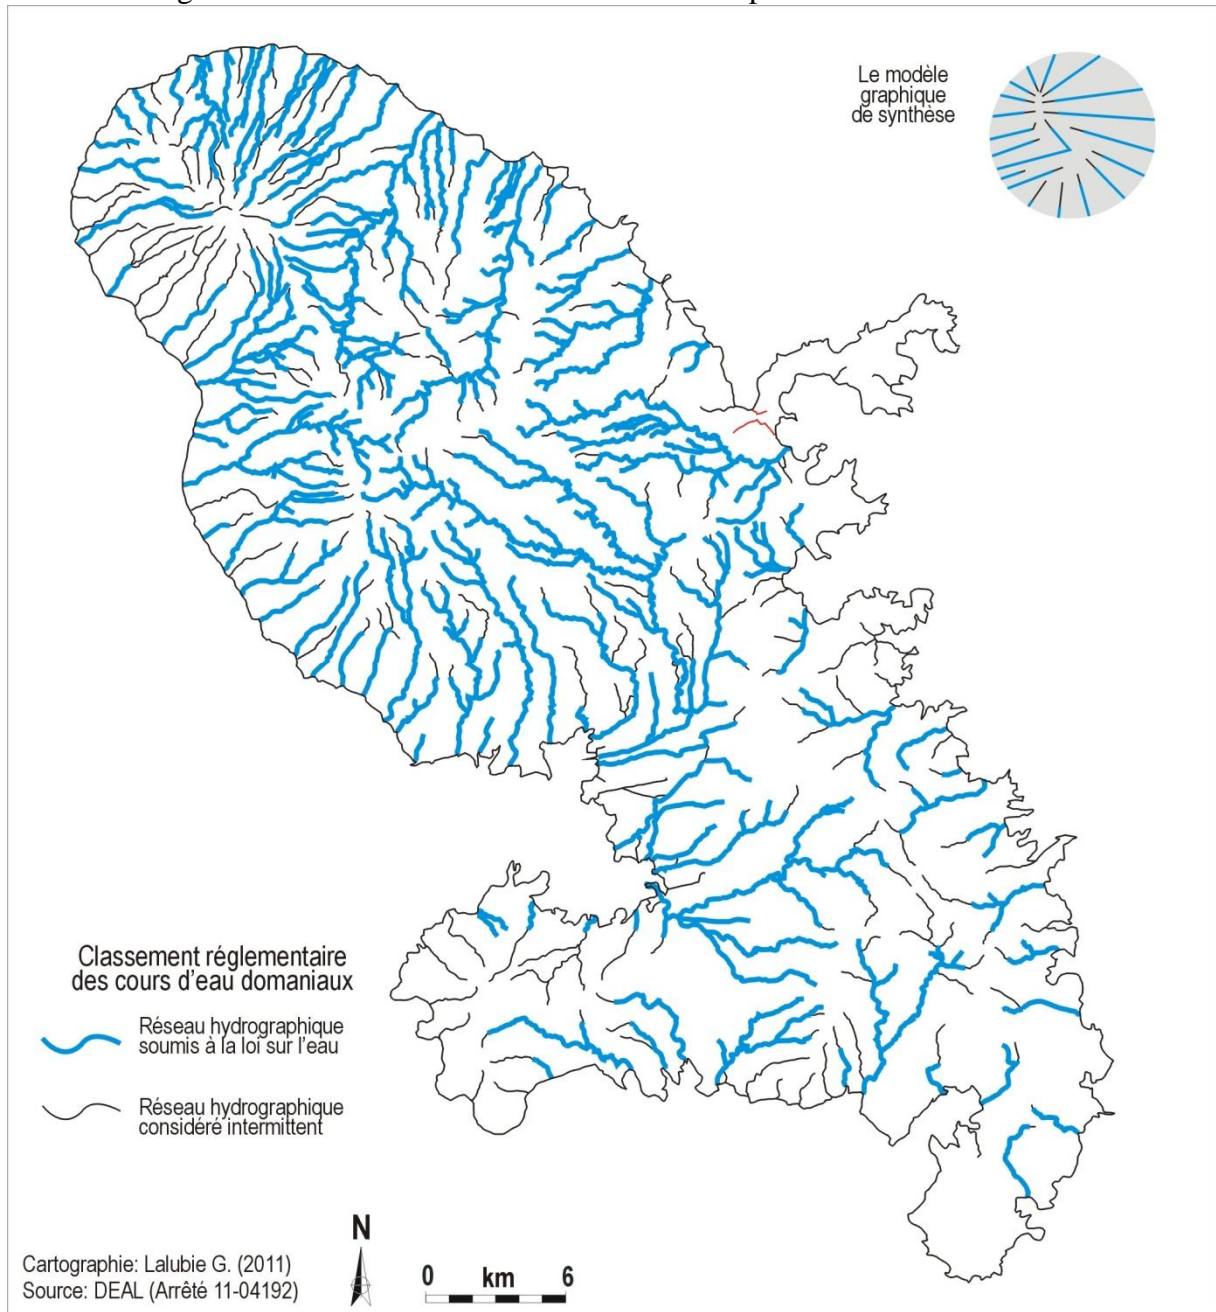 Le modèle
graphique
de synthèse
Classement réglementaire
des cours d'eau domaniaux
Réseau hydrographique
soumis à la loi sur l'eau
Réseau hydrographique
considéré intermittent
N
Cartographie: Lalubie G. (2011)
Source: DEAL (Arrêté 11-04192)
0 km 6